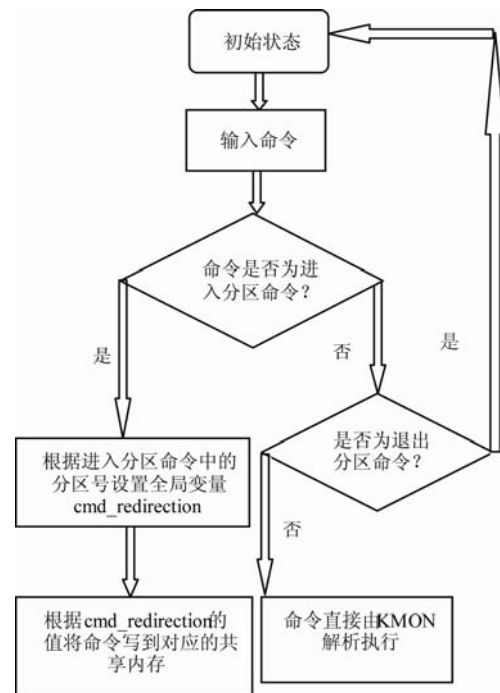 初始状态
输入命令
命令是否为进
入分区命令？
是
否
是
是否为退出
分区命令？
根据进入分区命令中的
分区号设置全局变量
cmd_redirection
否
根据cmd_redirection的
值将命令写到对应的共
享内存
命令直接由KMON
解析执行